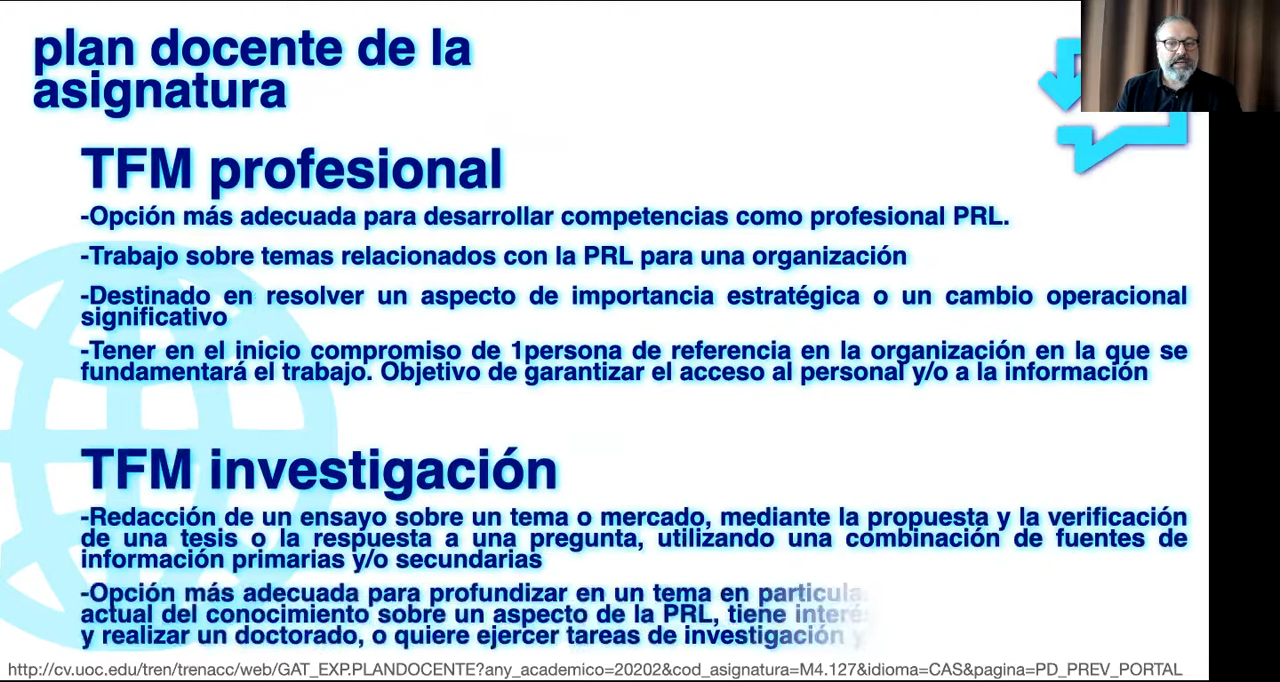 plan docente de la
asignatura
TFM profesional
-Opción más adecuada para desarrollar competencias como profesional PRL.
-Trabajo sobre temas relacionados con la PRL para una organización
-Destinado en resolver un aspecto de importancia estratégica o un cambio operacional
significativo
-Tener en el inicio compromiso de 1persona de referencia en la organización en la que se
fundamentará el trabajo. Objetivo de garantizar el acceso al personal y/o a la información
TFM investigación
-Redacción de un ensayo sobre un tema o mercado, mediante la propuesta y la verificación
de una tesis o la respuesta a una pregunta, utilizando una combinación de fuentes de
información primarias y/o secundarias
-Opción más adecuada para profundizar en un tema en
actual del conocimiento sobre un aspecto de la PRL, tiene
y realizar un doctorado, o quiere ejercer tareas de investigación y
http://cv.uoc.edu/tren/trenacc/web/GAT_EXP.PLANDOCENTE?any_academico=20202&cod_asignatura=M4.127&idioma=CAS&pagina=PD_PREV_PORTAL